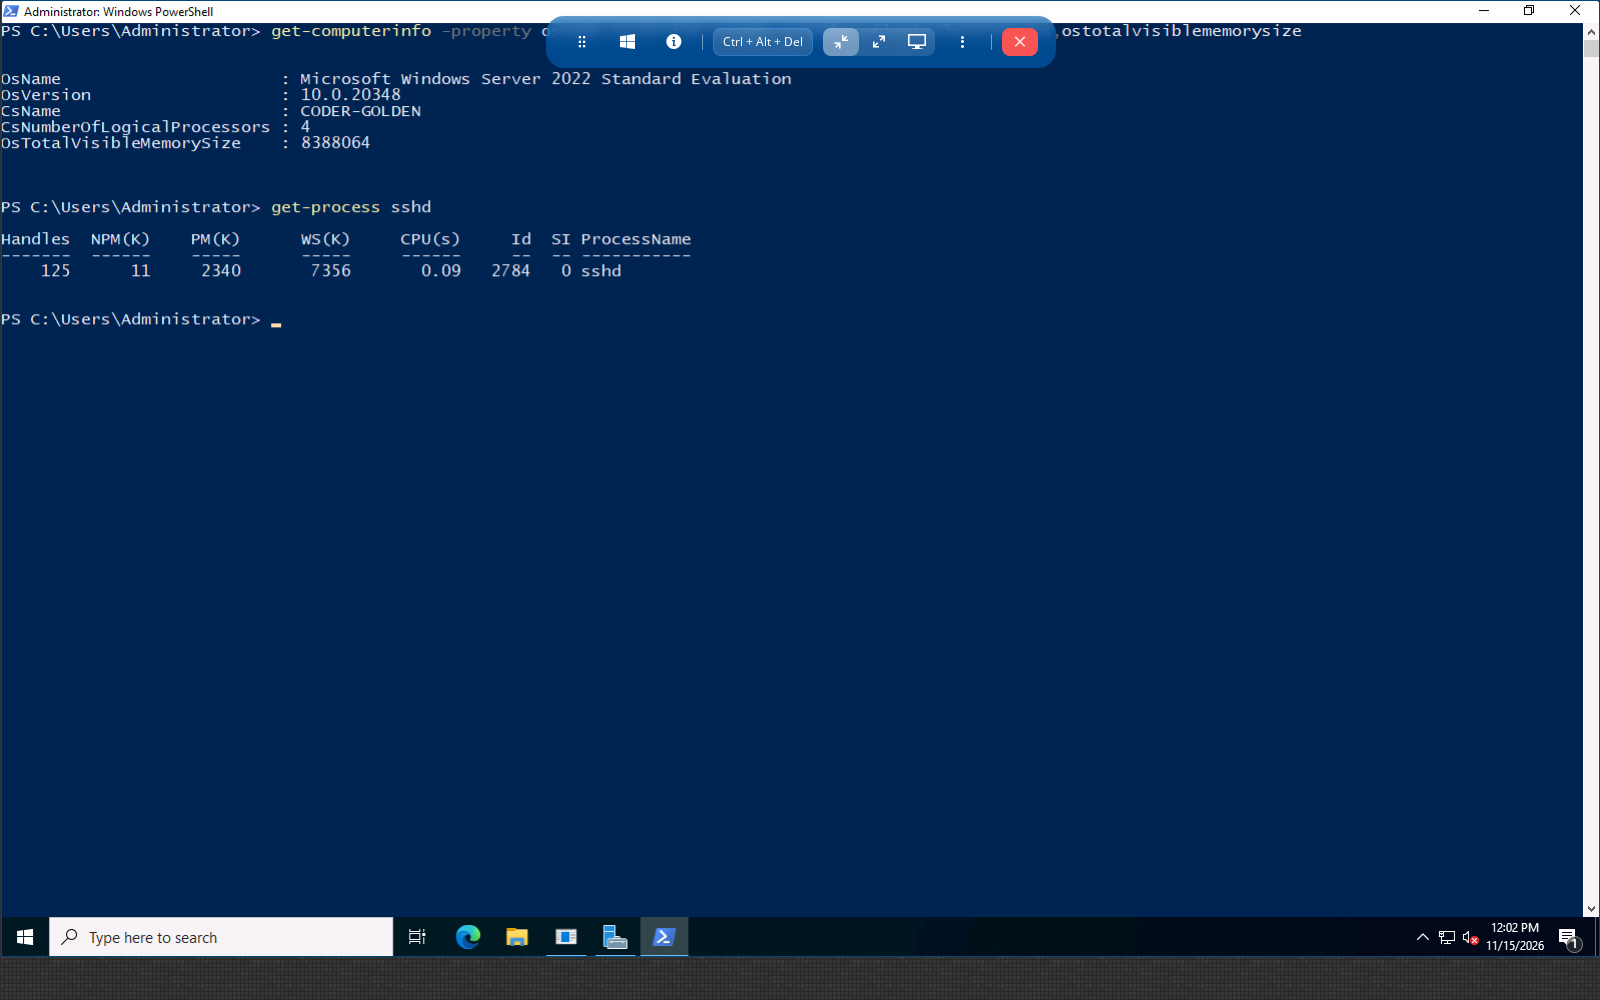 Administrator: Windows PowerShell
PS C:\Users\Administrator> get-computerinfo -property ,ostotalvisiblememorysize
Ctrl + Alt + Del
OsName : Microsoft Windows Server 2022 Standard Evaluation
OsVersion : 10.0.20348
CsName : CODER-GOLDEN
CsNumberOfLogicalProcessors : 4
OsTotalVisibleMemorySize : 8388064
PS C:\Users\Administrator> get-process sshd
Handles NPM(K) PM(K) WS(K) CPU(s) Id SI ProcessName
------- ------ ----- ----- ------ -- -- -----------
125 11 2340 7356 0.09 2784 0 sshd
PS C:\Users\Administrator> _
Type here to search
12:02 PM
11/15/2026
1